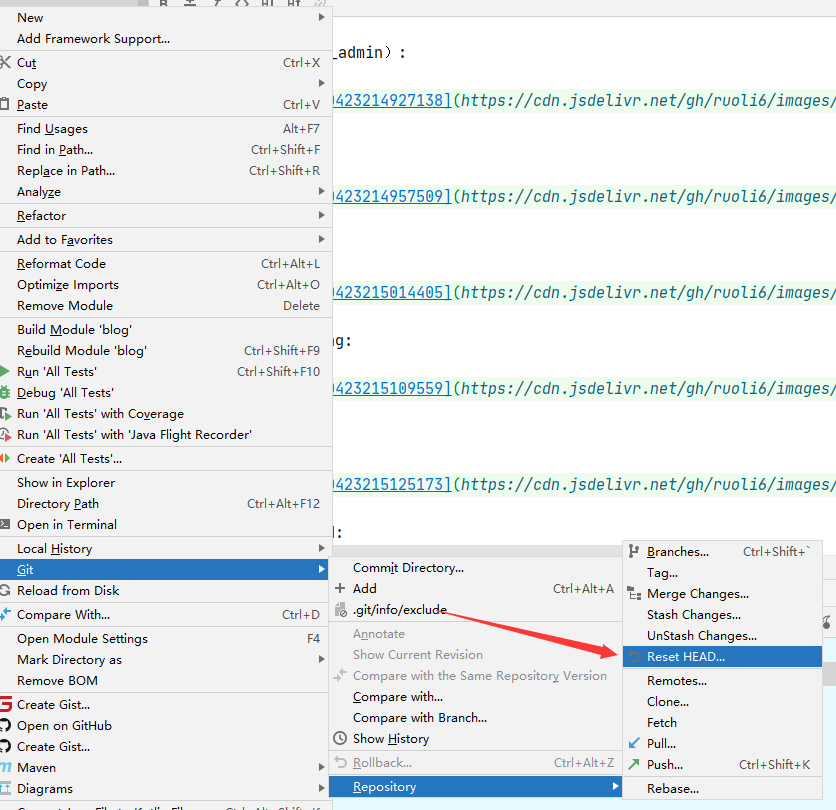 New
Add Framework Support...
Cut Ctrl+X
Copy
Paste Ctrl+V
Find Usages Alt+F7
Find in Path... Ctrl+Shift+F
Replace in Path... Ctrl+Shift+R
Analyze
Refactor
Add to Favorites
Reformat Code Ctrl+Alt+L
Optimize Imports Ctrl+Alt+O
Remove Module Delete
Build Module 'blog'
Rebuild Module 'blog' Ctrl+Shift+F9
Run 'All Tests' Ctrl+Shift+F10
Debug 'All Tests'
Run 'All Tests' with Coverage
Run 'All Tests' with 'Java Flight Recorder'
Create 'All Tests'...
Show in Explorer
Directory Path Ctrl+Alt+F12
Open in Terminal
Local History
Git
Reload from Disk
Compare With... Ctrl+D
Open Module Settings F4
Mark Directory as
Remove BOM
Create Gist...
Open on GitHub
Create Gist...
Maven
Diagrams
_admin）:
0423214927138](https://cdn.jsdelivr.net/gh/ruoli6/images/
0423214957509](https://cdn.jsdelivr.net/gh/ruoli6/images/
0423215014405](https://cdn.jsdelivr.net/gh/ruoli6/images/
ng:
0423215109559](https://cdn.jsdelivr.net/gh/ruoli6/images/
0423215125173](https://cdn.jsdelivr.net/gh/ruoli6/images/
Commit Directory...
Add Ctrl+Alt+A
.git/info/exclude
Annotate
Show Current Revision
Compare with the Same Repository Version
Compare with...
Compare with Branch...
Show History
Rollback... Ctrl+Alt+Z
Repository
Branches... Ctrl+Shift+`
Tag...
Merge Changes...
Stash Changes...
UnStash Changes...
Reset HEAD...
Remotes...
Clone...
Fetch
Pull...
Push... Ctrl+Shift+K
Rebase...